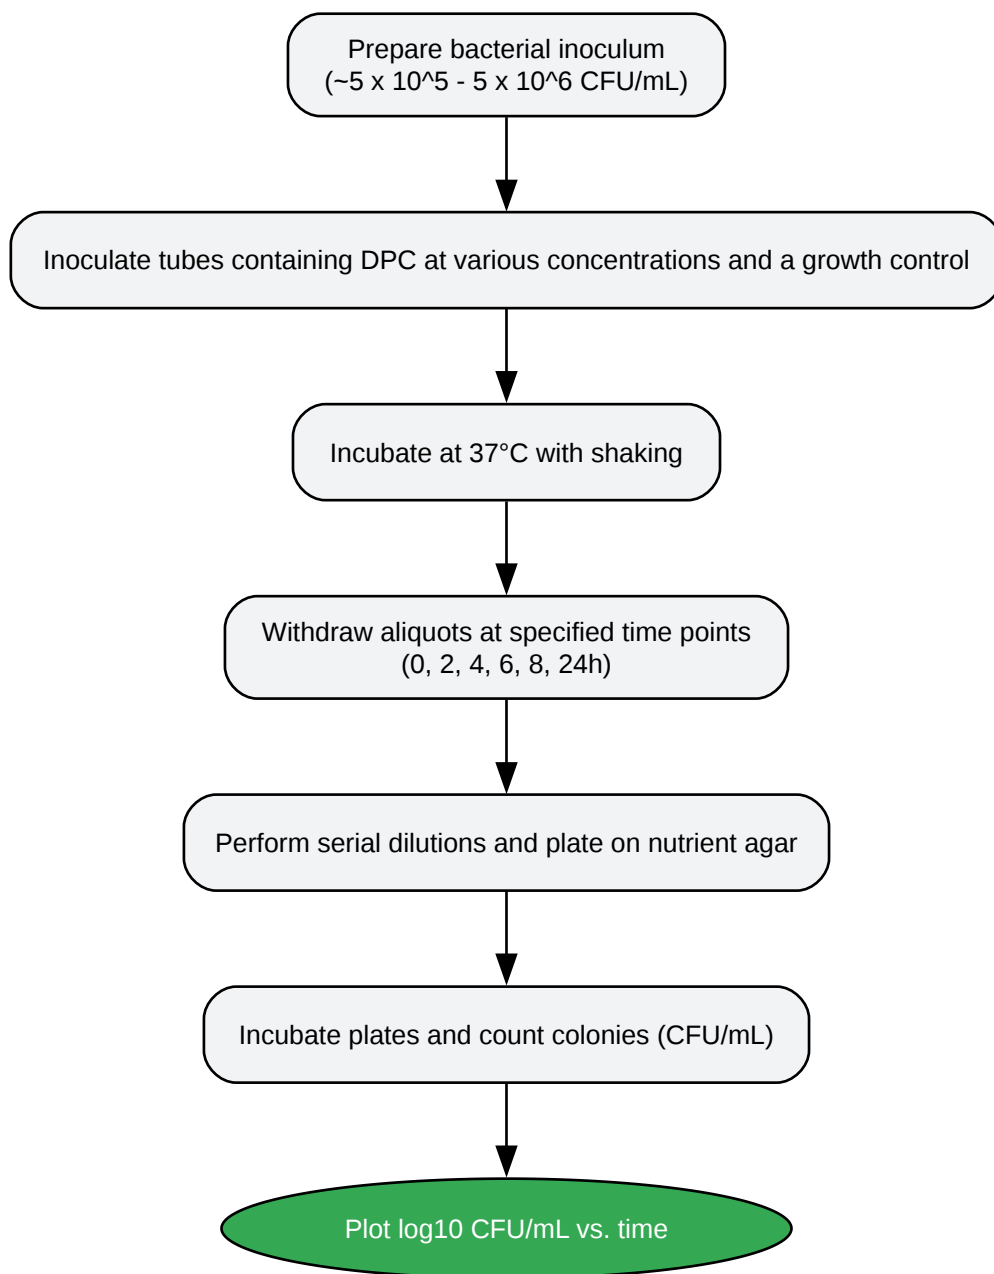 Prepare bacterial inoculum
(~5 x 10^5 - 5 x 10^6 CFU/mL)
Inoculate tubes containing DPC at various concentrations and a growth control
Incubate at 37°C with shaking
Withdraw aliquots at specified time points
(0, 2, 4, 6, 8, 24h)
Perform serial dilutions and plate on nutrient agar
Incubate plates and count colonies (CFU/mL)
Plot log10 CFU/mL vs. time